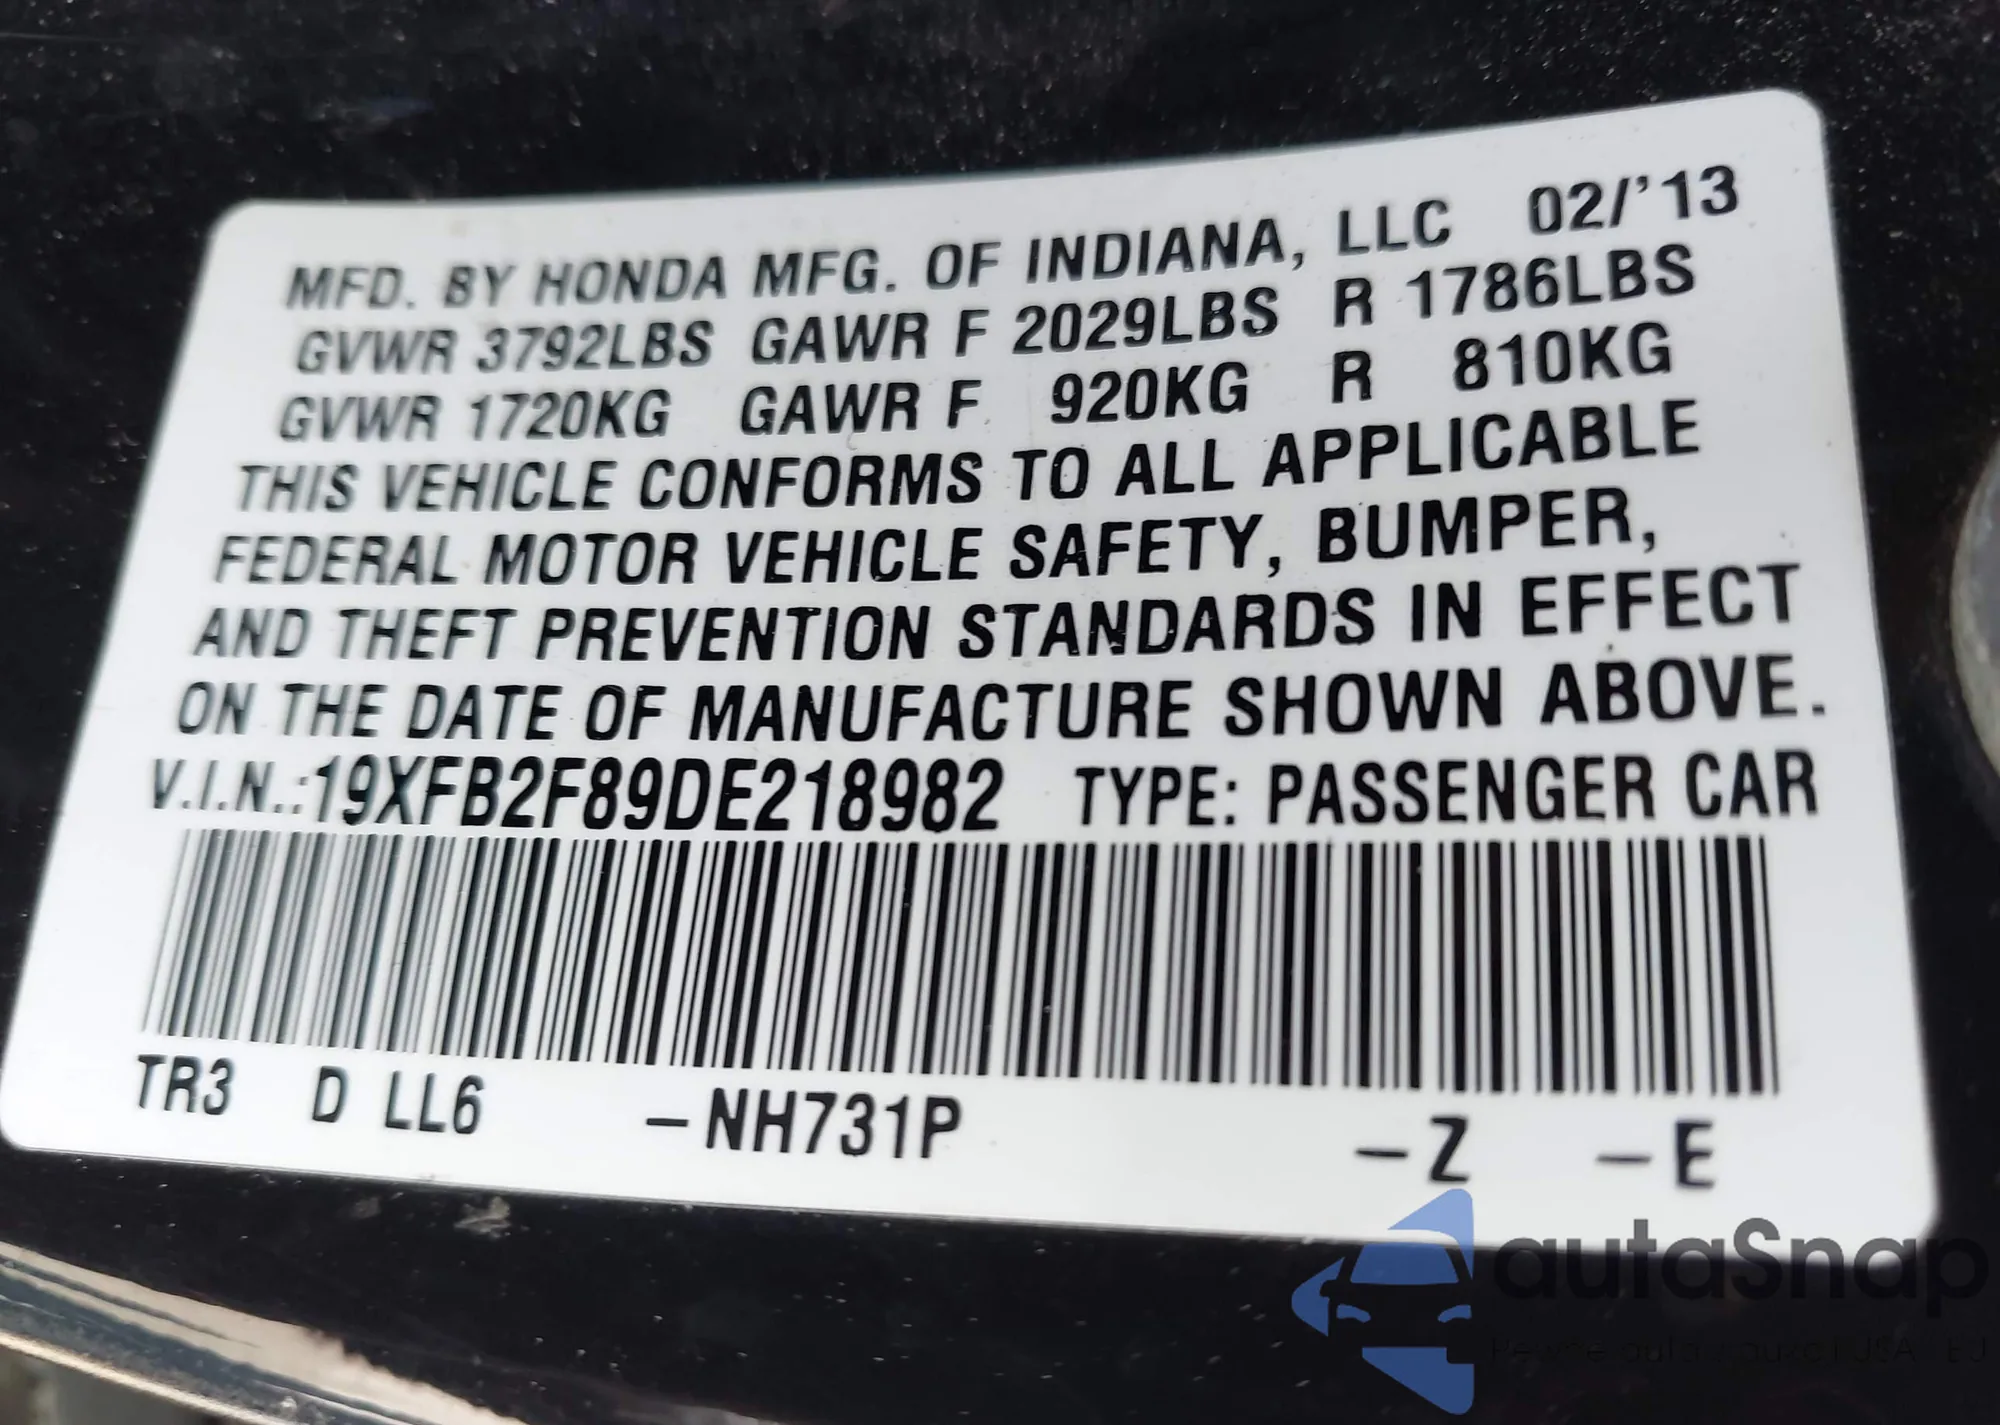 MFD. BY HONDA MFG. OF INDIANA, LLC 02/'13
GVWR 3792LBS GAWR F 2029LBS R 1786LBS
GVWR 1720KG GAWR F 920KG R 810KG
THIS VEHICLE CONFORMS TO ALL APPLICABLE
FEDERAL MOTOR VEHICLE SAFETY, BUMPER,
AND THEFT PREVENTION STANDARDS IN EFFECT
ON THE DATE OF MANUFACTURE SHOWN ABOVE.
V.I.N.:19XFB2F89DE218982 TYPE: PASSENGER CAR
TR3 D LL6 -NH731P -Z -E
autaSnap